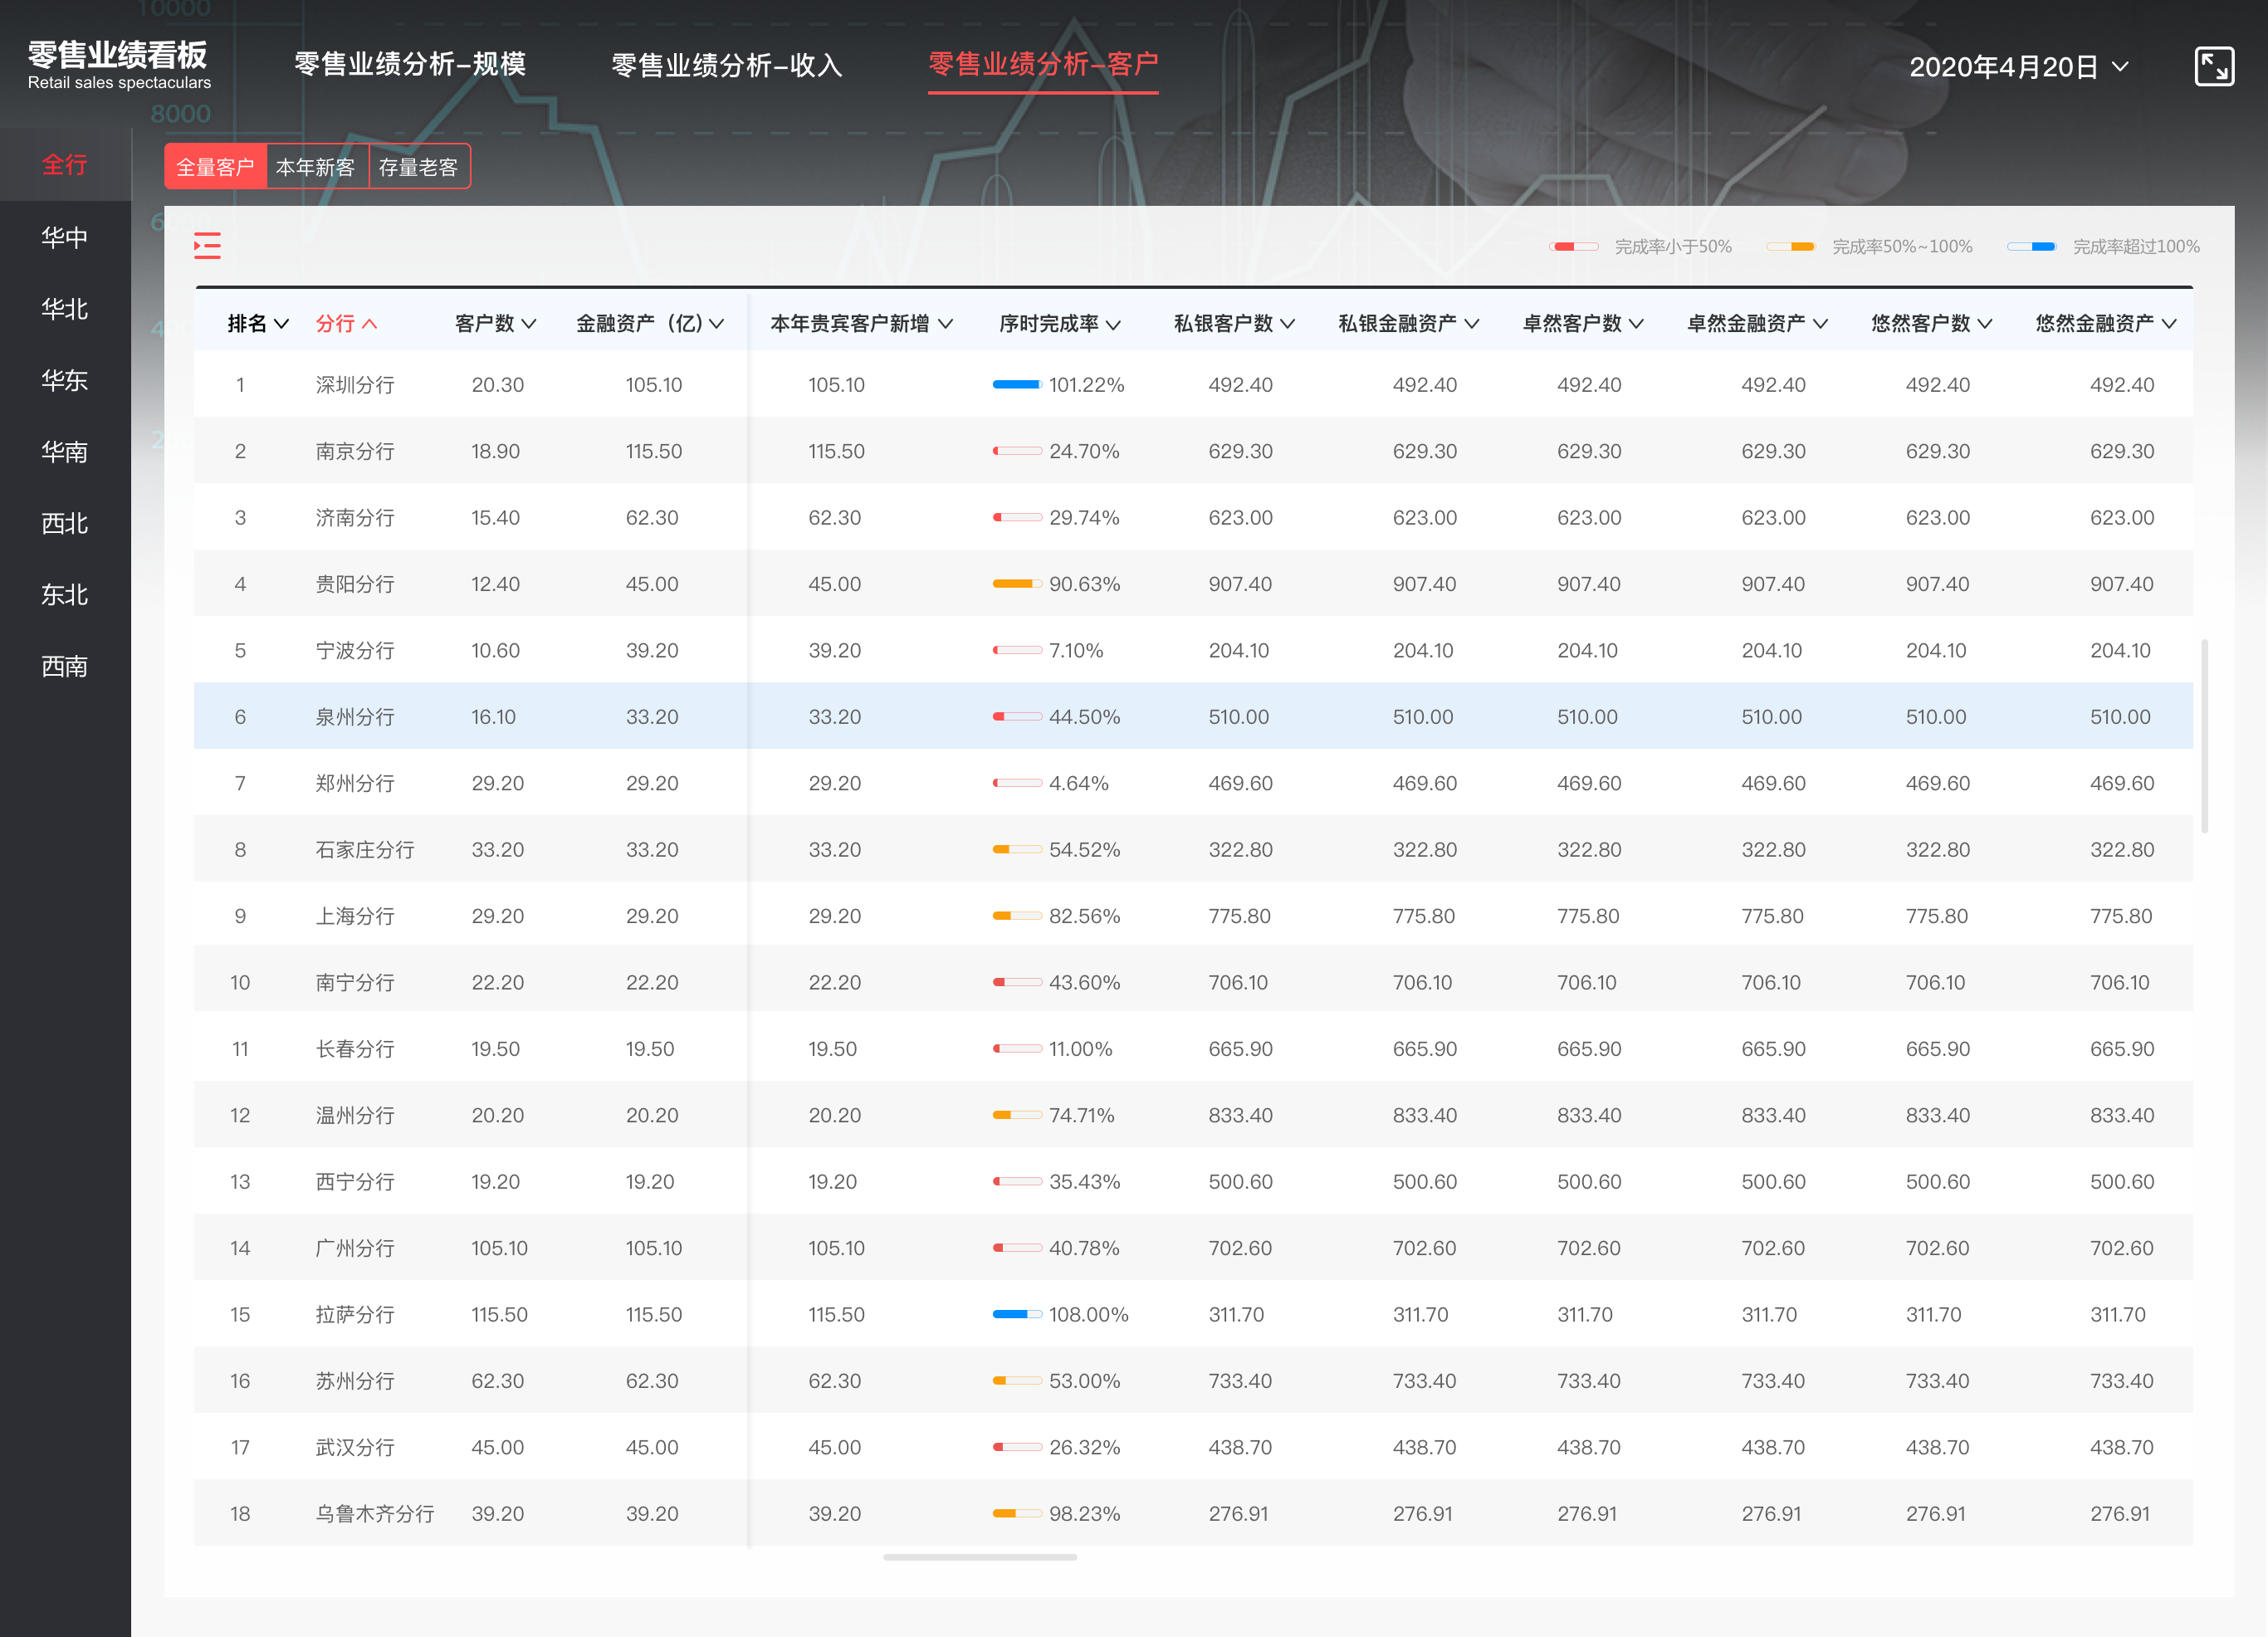 10000
零售业绩看板
Retail sales spectaculars
零售业绩分析-规模
零售业绩分析-收入
零售业绩分析-客户
2020年4月20日
8000
全行
华中
华北
华东
华南
西北
东北
西南
全量客户 本年新客 存量老客
完成率小于50% 完成率50%~100% 完成率超过100%
排名 分行 客户数 金融资产（亿） 本年贵宾客户新增 序时完成率 私银客户数 私银金融资产 卓然客户数 卓然金融资产 悠然客户数 悠然金融资产
1 深圳分行 20.30 105.10 105.10 101.22% 492.40 492.40 492.40 492.40 492.40 492.40
2 南京分行 18.90 115.50 115.50 24.70% 629.30 629.30 629.30 629.30 629.30 629.30
3 济南分行 15.40 62.30 62.30 29.74% 623.00 623.00 623.00 623.00 623.00 623.00
4 贵阳分行 12.40 45.00 45.00 90.63% 907.40 907.40 907.40 907.40 907.40 907.40
5 宁波分行 10.60 39.20 39.20 7.10% 204.10 204.10 204.10 204.10 204.10 204.10
6 泉州分行 16.10 33.20 33.20 44.50% 510.00 510.00 510.00 510.00 510.00 510.00
7 郑州分行 29.20 29.20 29.20 4.64% 469.60 469.60 469.60 469.60 469.60 469.60
8 石家庄分行 33.20 33.20 33.20 54.52% 322.80 322.80 322.80 322.80 322.80 322.80
9 上海分行 29.20 29.20 29.20 82.56% 775.80 775.80 775.80 775.80 775.80 775.80
10 南宁分行 22.20 22.20 22.20 43.60% 706.10 706.10 706.10 706.10 706.10 706.10
11 长春分行 19.50 19.50 19.50 11.00% 665.90 665.90 665.90 665.90 665.90 665.90
12 温州分行 20.20 20.20 20.20 74.71% 833.40 833.40 833.40 833.40 833.40 833.40
13 西宁分行 19.20 19.20 19.20 35.43% 500.60 500.60 500.60 500.60 500.60 500.60
14 广州分行 105.10 105.10 105.10 40.78% 702.60 702.60 702.60 702.60 702.60 702.60
15 拉萨分行 115.50 115.50 115.50 108.00% 311.70 311.70 311.70 311.70 311.70 311.70
16 苏州分行 62.30 62.30 62.30 53.00% 733.40 733.40 733.40 733.40 733.40 733.40
17 武汉分行 45.00 45.00 45.00 26.32% 438.70 438.70 438.70 438.70 438.70 438.70
18 乌鲁木齐分行 39.20 39.20 39.20 98.23% 276.91 276.91 276.91 276.91 276.91 276.91